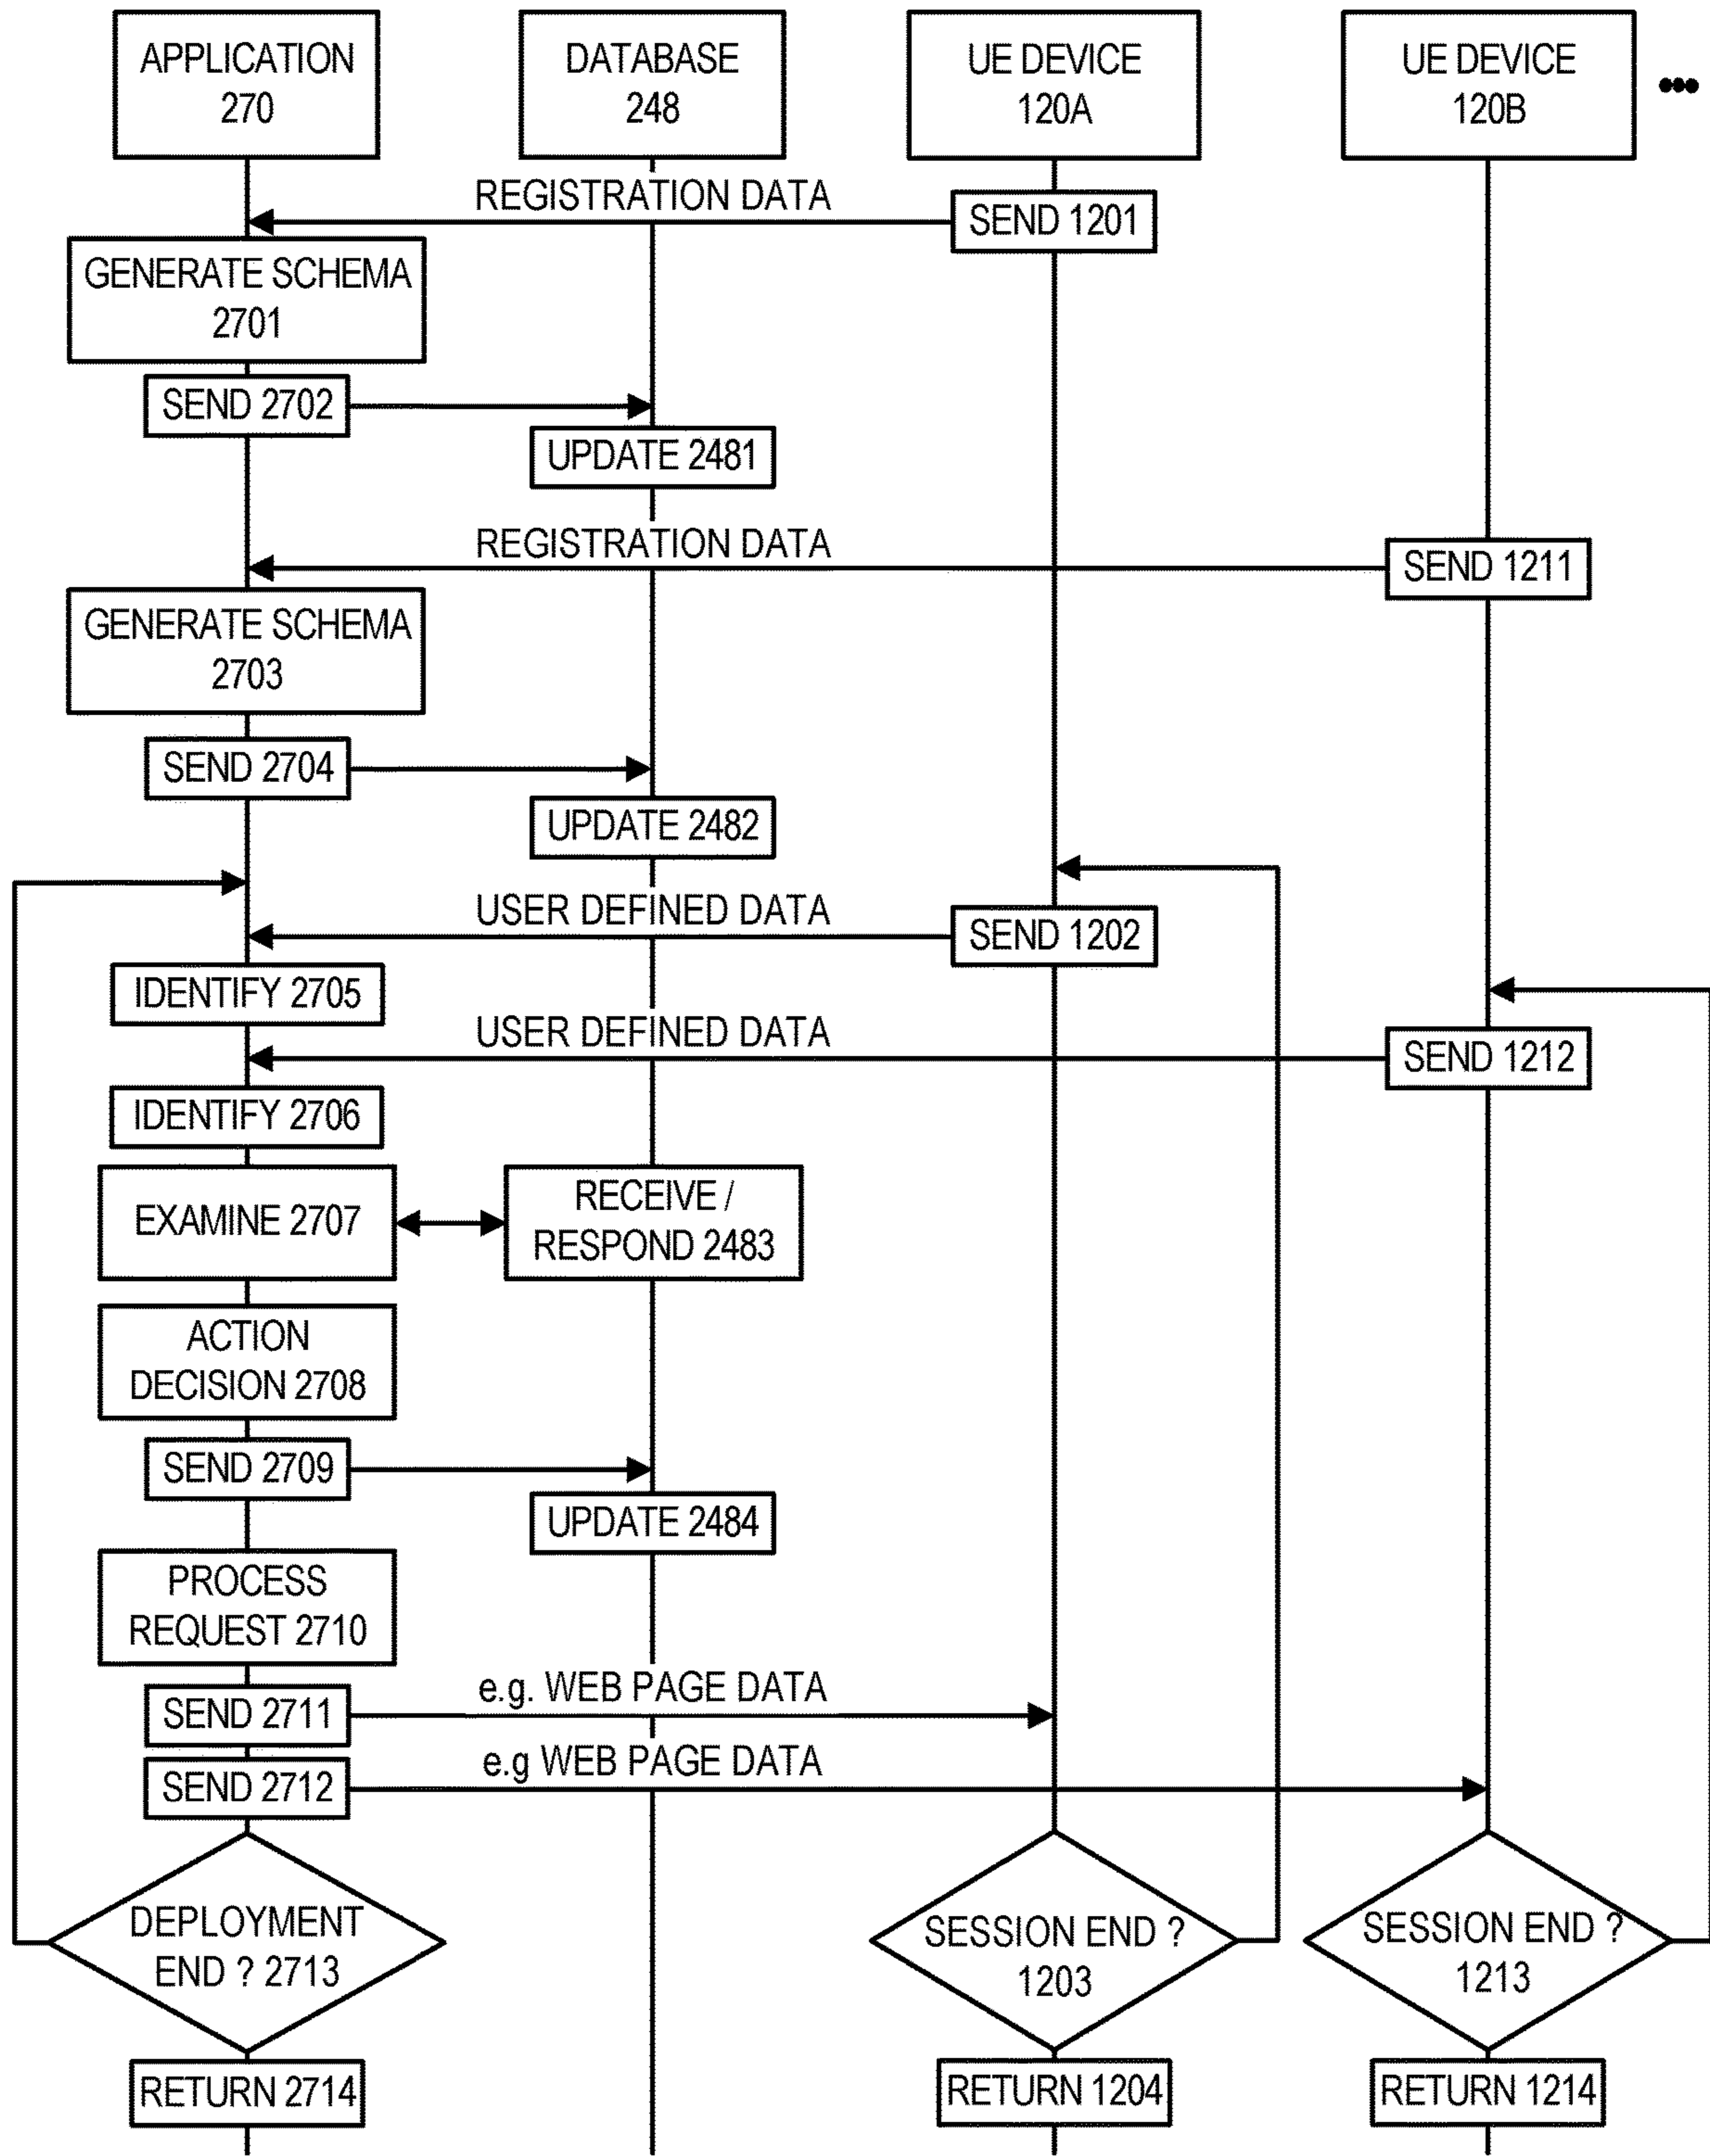 APPLICATION
270
DATABASE
248
UE DEVICE
120A
UE DEVICE
120B
REGISTRATION DATA
SEND 1201
GENERATE SCHEMA
2701
SEND 2702
UPDATE 2481
REGISTRATION DATA
SEND 1211
GENERATE SCHEMA
2703
SEND 2704
UPDATE 2482
USER DEFINED DATA
SEND 1202
IDENTIFY 2705
USER DEFINED DATA
SEND 1212
IDENTIFY 2706
EXAMINE 2707
RECEIVE /
RESPOND 2483
ACTION
DECISION 2708
SEND 2709
UPDATE 2484
PROCESS
REQUEST 2710
e.g. WEB PAGE DATA
SEND 2711
e.g WEB PAGE DATA
SEND 2712
DEPLOYMENT
END ? 2713
SESSION END ?
1203
SESSION END ?
1213
RETURN 2714
RETURN 1204
RETURN 1214